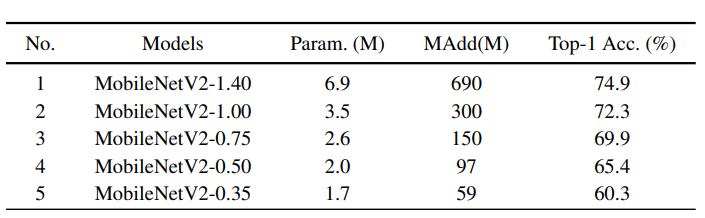 No. Models Param. (M) MAdd(M) Top-1 Acc. (%)
1 MobileNetV2-1.40 6.9 690 74.9
2 MobileNetV2-1.00 3.5 300 72.3
3 MobileNetV2-0.75 2.6 150 69.9
4 MobileNetV2-0.50 2.0 97 65.4
5 MobileNetV2-0.35 1.7 59 60.3